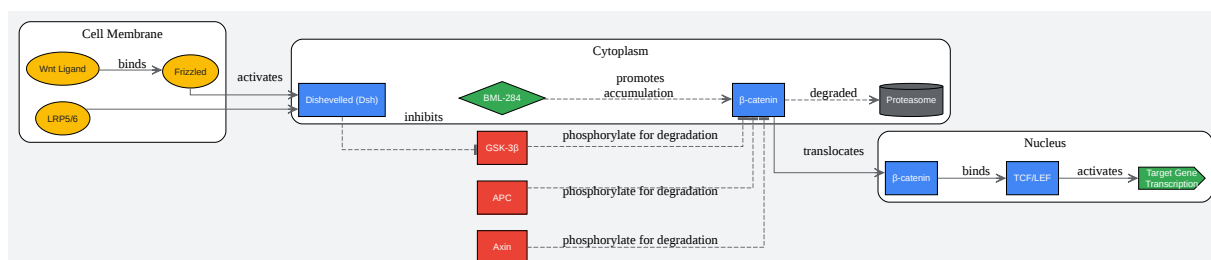 Cell Membrane
Wnt Ligand
binds
Frizzled
LRP5/6
activates
Cytoplasm
Dishevelled (Dsh)
inhibits
BML-284
promotes
accumulation
β-catenin
degraded
Proteasome
GSK-3β
phosphorylate for degradation
APC
phosphorylate for degradation
Axin
phosphorylate for degradation
translocates
Nucleus
β-catenin
binds
TCF/LEF
activates
Target Gene
Transcription